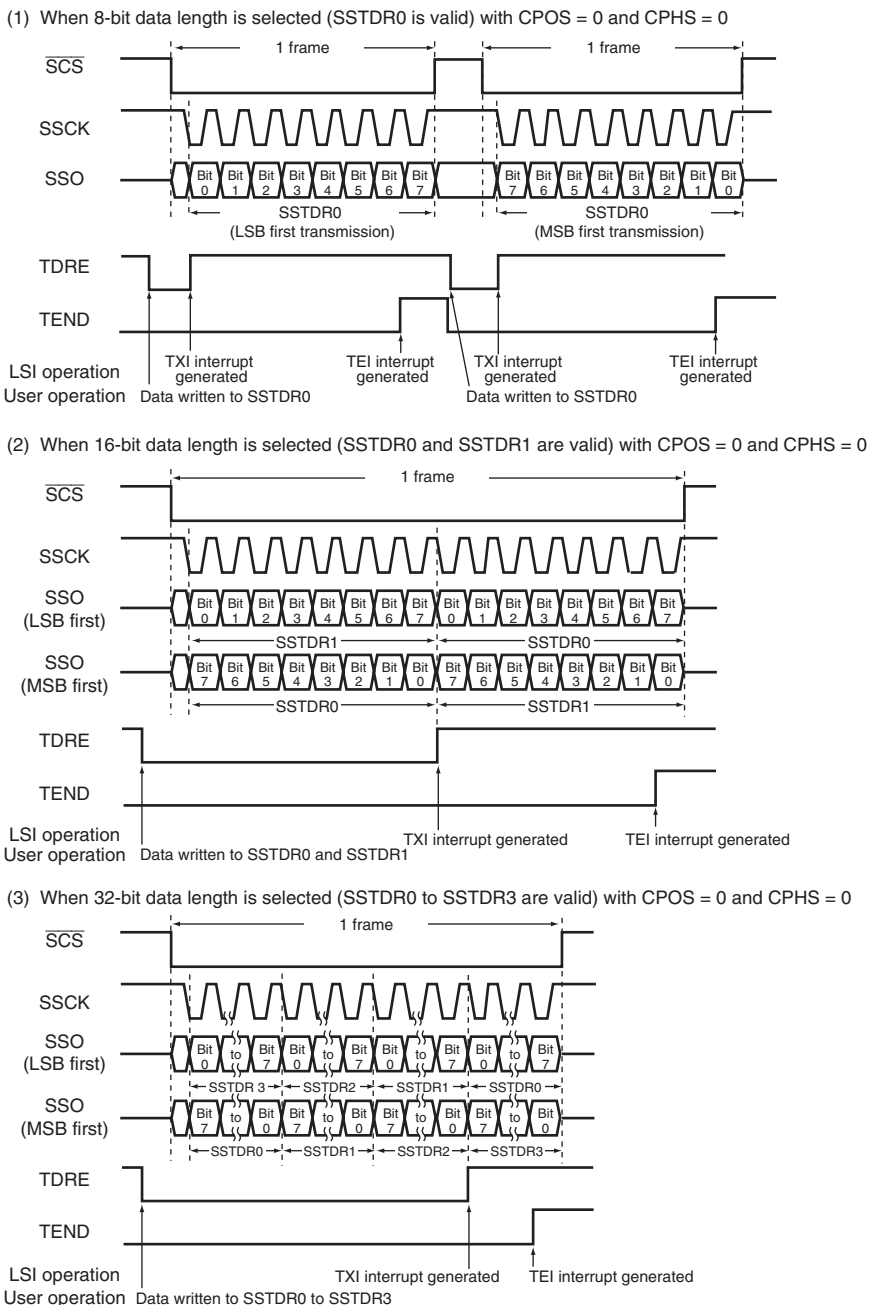 (1) When 8-bit data length is selected (SSTDR0 is valid) with CPOS = 0 and CPHS = 0
1 frame 1 frame
SCS
SSCK
SSO Bit 0 Bit 1 Bit 2 Bit 3 Bit 4 Bit 5 Bit 6 Bit 7 Bit 7 Bit 6 Bit 5 Bit 4 Bit 3 Bit 2 Bit 1 Bit 0
SSTDR0 SSTDR0
(LSB first transmission) (MSB first transmission)
TDRE
TEND
LSI operation TXI interrupt generated TEI interrupt generated TXI interrupt generated TEI interrupt generated
User operation Data written to SSTDR0 Data written to SSTDR0
(2) When 16-bit data length is selected (SSTDR0 and SSTDR1 are valid) with CPOS = 0 and CPHS = 0
1 frame
SCS
SSCK
SSO (LSB first) Bit 0 Bit 1 Bit 2 Bit 3 Bit 4 Bit 5 Bit 6 Bit 7 Bit 0 Bit 1 Bit 2 Bit 3 Bit 4 Bit 5 Bit 6 Bit 7
SSTDR1 SSTDR0
SSO (MSB first) Bit 7 Bit 6 Bit 5 Bit 4 Bit 3 Bit 2 Bit 1 Bit 0 Bit 7 Bit 6 Bit 5 Bit 4 Bit 3 Bit 2 Bit 1 Bit 0
SSTDR0 SSTDR1
TDRE
TEND
LSI operation TXI interrupt generated TEI interrupt generated
User operation Data written to SSTDR0 and SSTDR1
(3) When 32-bit data length is selected (SSTDR0 to SSTDR3 are valid) with CPOS = 0 and CPHS = 0
1 frame
SCS
SSCK
SSO (LSB first) Bit 0 to Bit 7 Bit 0 to Bit 7 Bit 0 to Bit 7 Bit 0 to Bit 7
SSTDR 3 SSTDR2 SSTDR1 SSTDR0
SSO (MSB first) Bit 7 to Bit 0 Bit 7 to Bit 0 Bit 7 to Bit 0 Bit 7 to Bit 0
SSTDR0 SSTDR1 SSTDR2 SSTDR3
TDRE
TEND
LSI operation TXI interrupt generated TEI interrupt generated
User operation Data written to SSTDR0 to SSTDR3